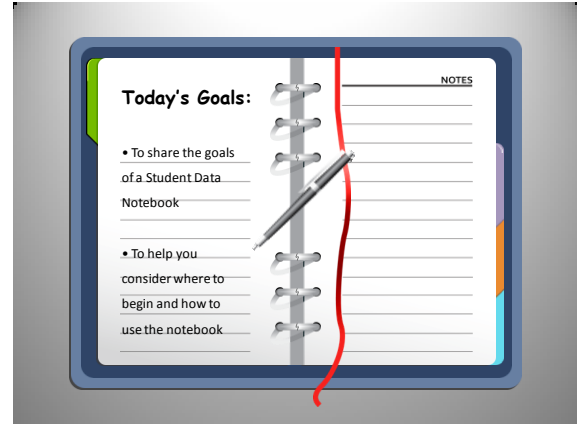 Today's Goals:
• To share the goals
of a Student Data
Notebook
• To help you
consider where to
begin and how to
use the notebook
NOTES